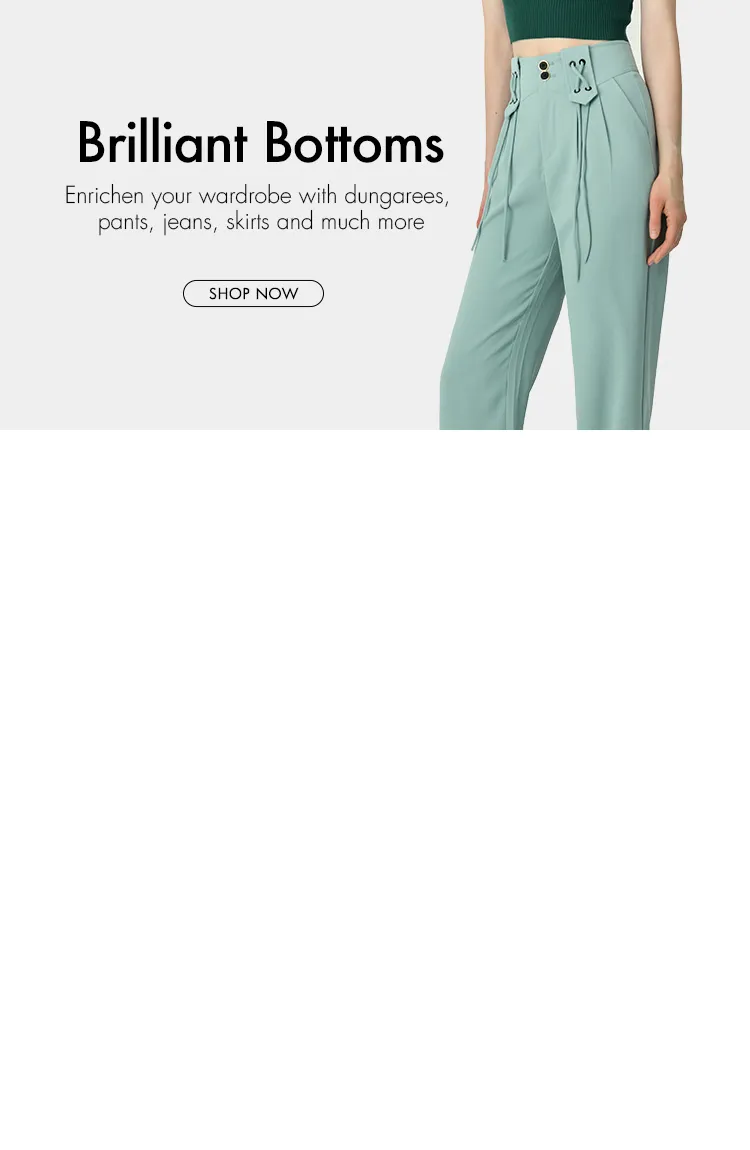 Brilliant Bottoms
Enrichen your wardrobe with dungarees,
pants, jeans, skirts and much more
SHOP NOW